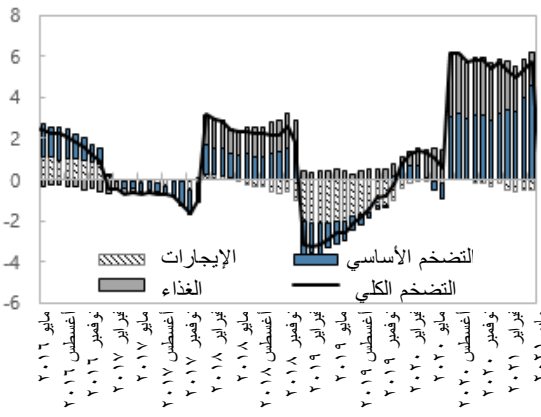 8
6
4
2
0
-2
-4
-6
لتضخم الأساسي
الإيجارات
التضخم الكلي
الغذاء
مايو ٢٠١٦
أغسطس ٢٠١٦
نوفمبر ٢٠١٦
فبراير ٢٠١٧
مايو ٢٠١٧
أغسطس ٢٠١٧
نوفمبر ٢٠١٧
فبراير ٢٠١٨
مايو ٢٠١٨
أغسطس ٢٠١٨
نوفمبر ٢٠١٨
فبراير ٢٠١٩
مايو ٢٠١٩
أغسطس ٢٠١٩
نوفمبر ٢٠١٩
فبراير ٢٠٢٠
مايو ٢٠٢٠
أغسطس ٢٠٢٠
نوفمبر ٢٠٢٠
فبراير ٢٠٢١
٢٠٢١